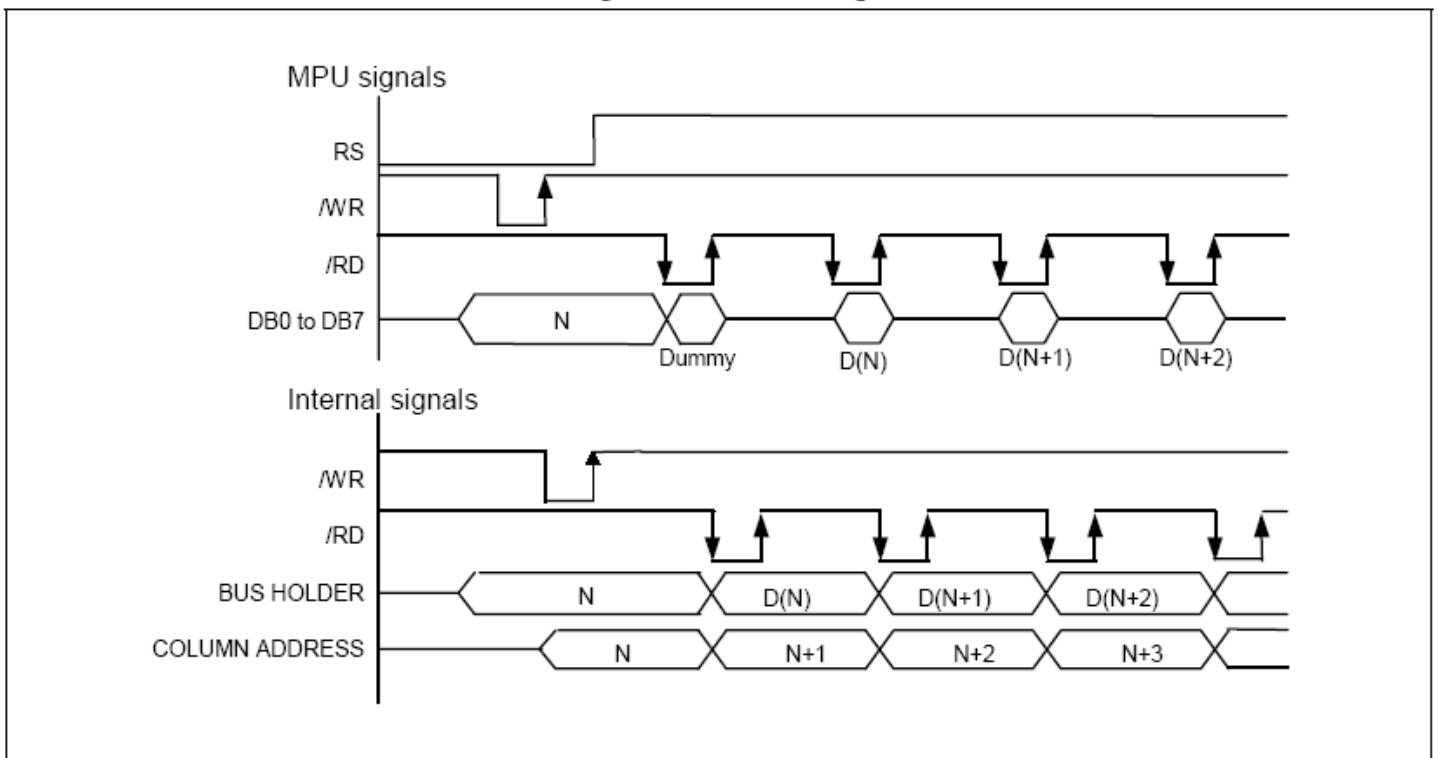 MPU signals
RS
/WR
/RD
DB0 to DB7
N
Dummy
D(N)
D(N+1)
D(N+2)
Internal signals
/WR
/RD
BUS HOLDER
N
D(N)
D(N+1)
D(N+2)
COLUMN ADDRESS
N
N+1
N+2
N+3